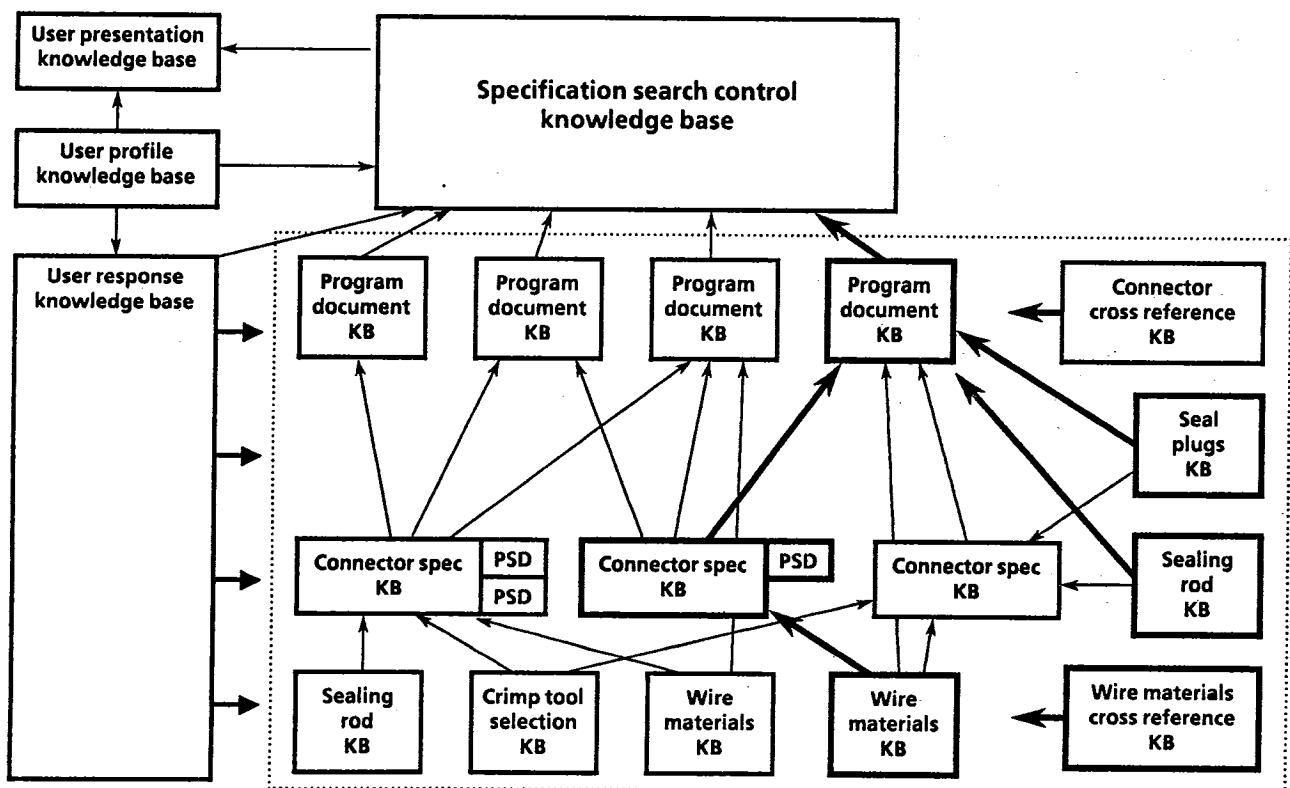 User presentation
knowledge base
Specification search control
knowledge base
User profile
knowledge base
User response
knowledge base
Program
document
KB
Program
document
KB
Program
document
KB
Program
document
KB
Connector
cross reference
KB
Seal
plugs
KB
Connector spec
KB
PSD
PSD
Connector spec
KB
PSD
Connector spec
KB
Sealing
rod
KB
Sealing
rod
KB
Crimp tool
selection
KB
Wire
materials
KB
Wire
materials
KB
Wire materials
cross reference
KB